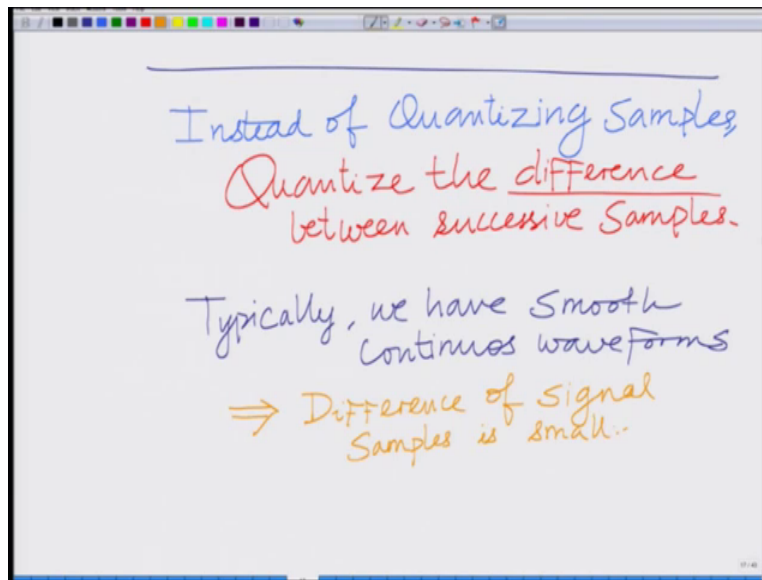 Instead of Quantizing Samples,
Quantize the difference
between successive Samples.
Typically, we have smooth
continuos waveforms
⇒ Difference of signal
Samples is small..